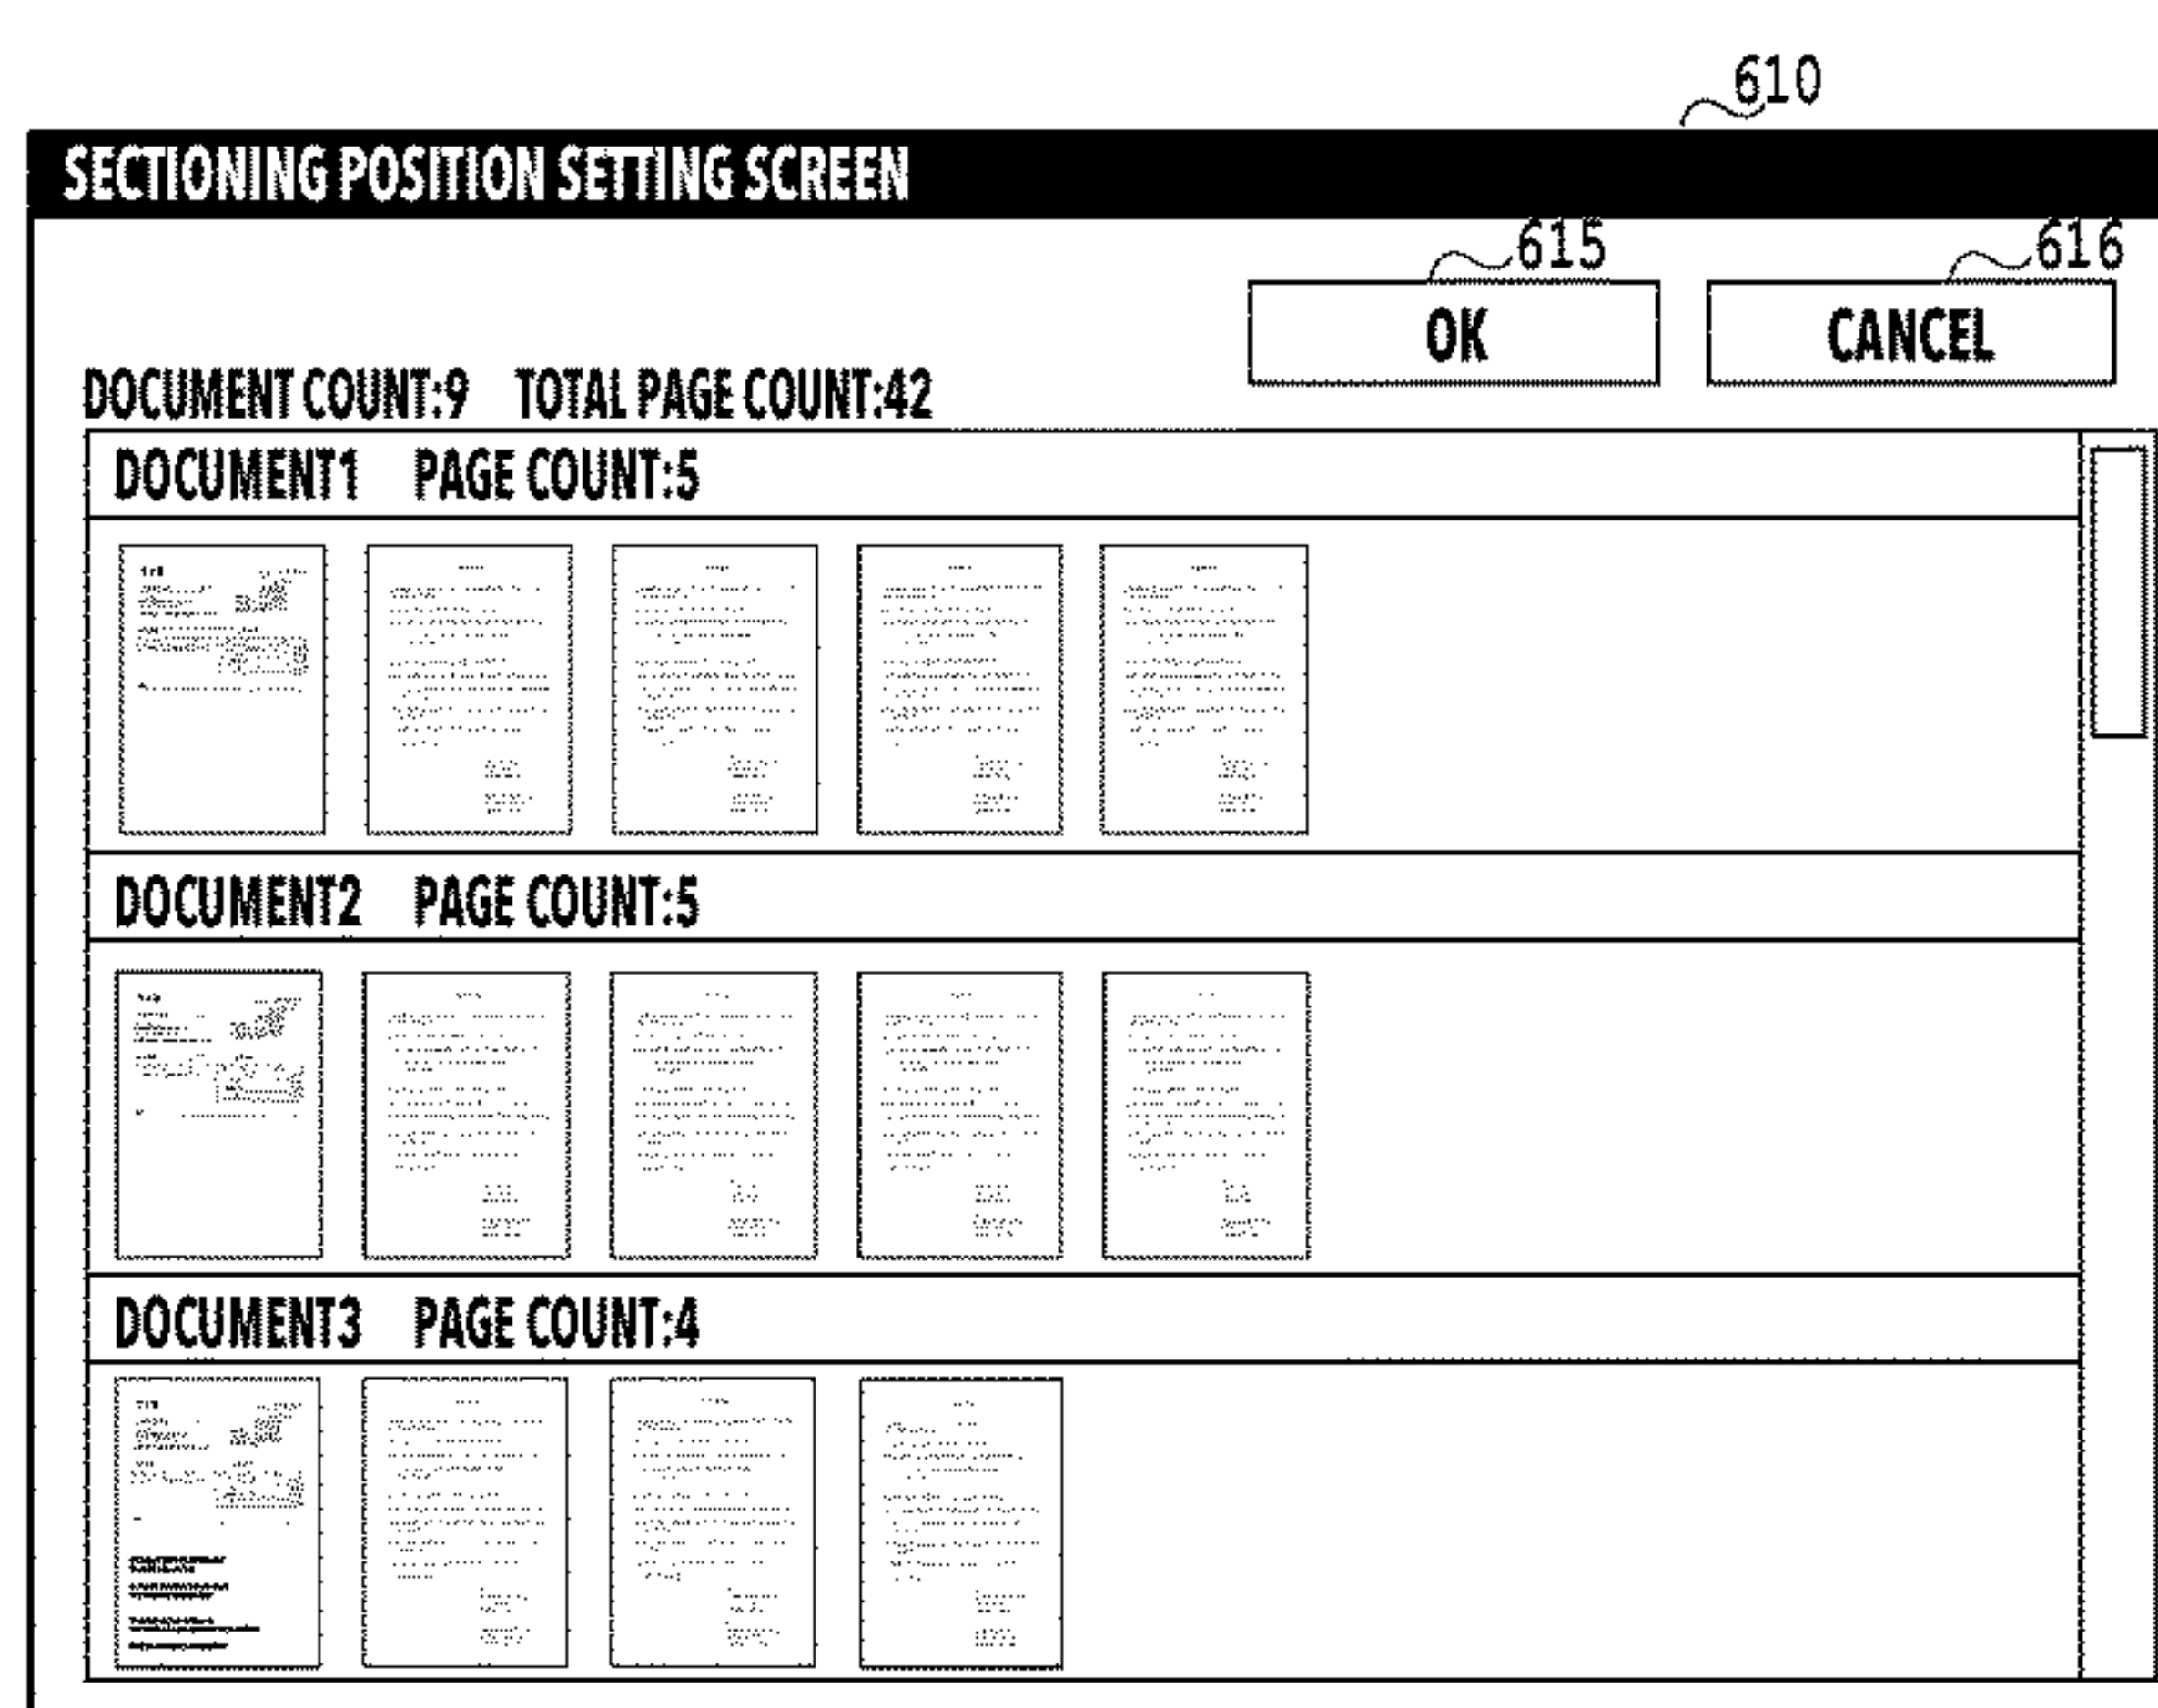 610
SECTIONING POSITION SETTING SCREEN
615 616
OK CANCEL
DOCUMENT COUNT:9 TOTAL PAGE COUNT:42
DOCUMENT1 PAGE COUNT:5
DOCUMENT2 PAGE COUNT:5
DOCUMENT3 PAGE COUNT:4